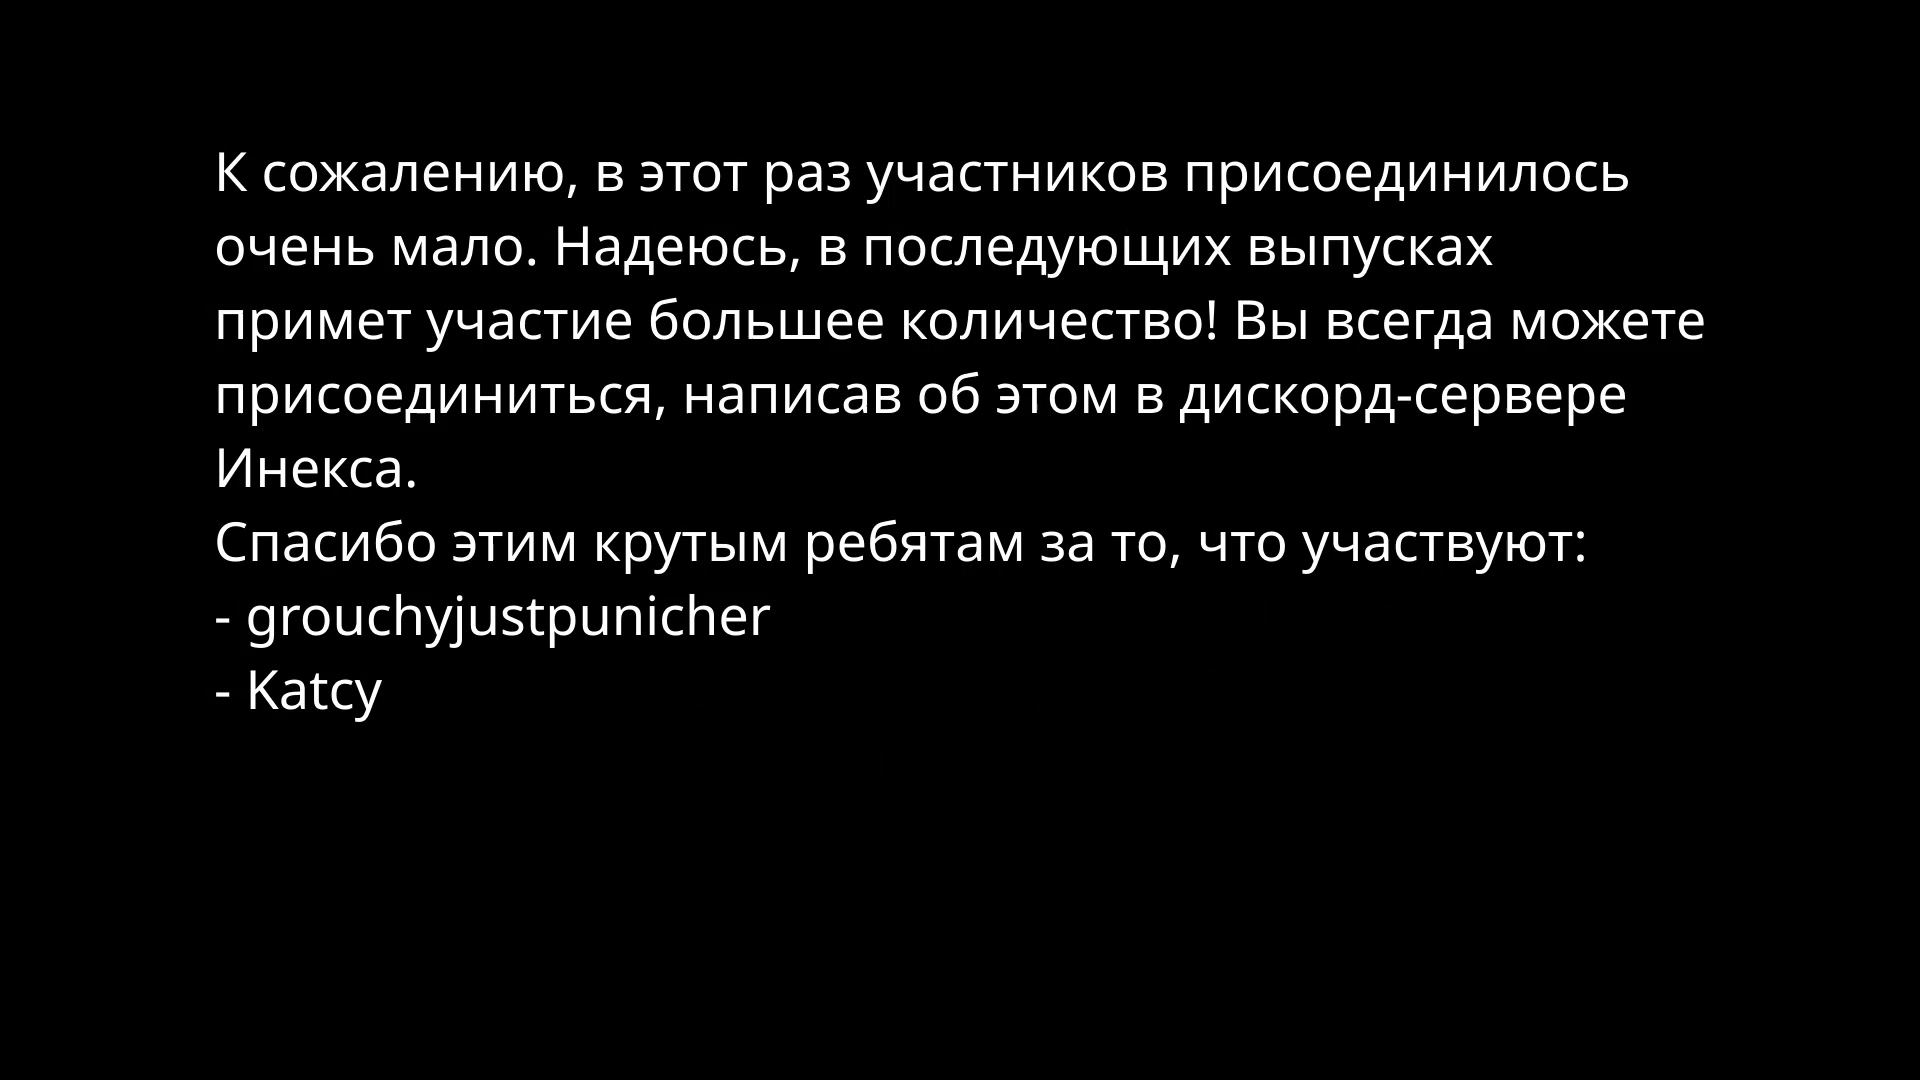 К сожалению, в этот раз участников присоединилось
очень мало. Надеюсь, в последующих выпусках
примет участие большее количество! Вы всегда можете
присоединиться, написав об этом в дискорд-сервере
Инекса.
Спасибо этим крутым ребятам за то, что участвуют:
- grouchyjustpunicher
- Katcy